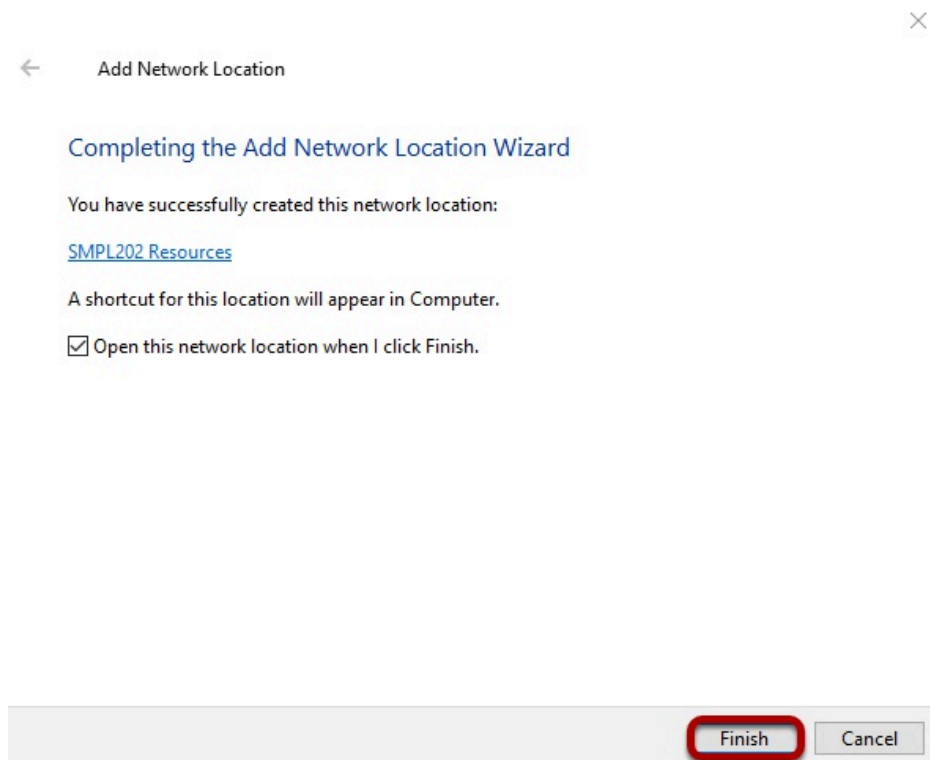 Add Network Location
Completing the Add Network Location Wizard
You have successfully created this network location:
SMPL202 Resources
A shortcut for this location will appear in Computer.
Open this network location when I click Finish.
Finish Cancel